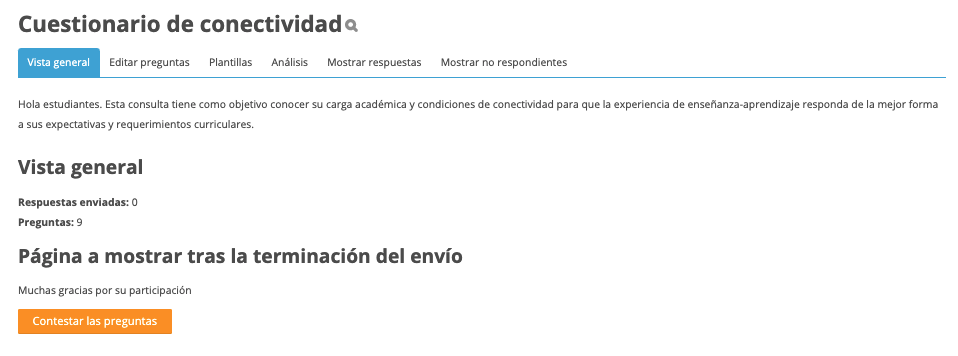 Cuestionario de conectividad
Vista general Editar preguntas Plantillas Análisis Mostrar respuestas Mostrar no respondientes
Hola estudiantes. Esta consulta tiene como objetivo conocer su carga académica y condiciones de conectividad para que la experiencia de enseñanza-aprendizaje responda de la mejor forma
a sus expectativas y requerimientos curriculares.
Vista general
Respuestas enviadas: 0
Preguntas: 9
Página a mostrar tras la terminación del envío
Muchas gracias por su participación
Contestar las preguntas